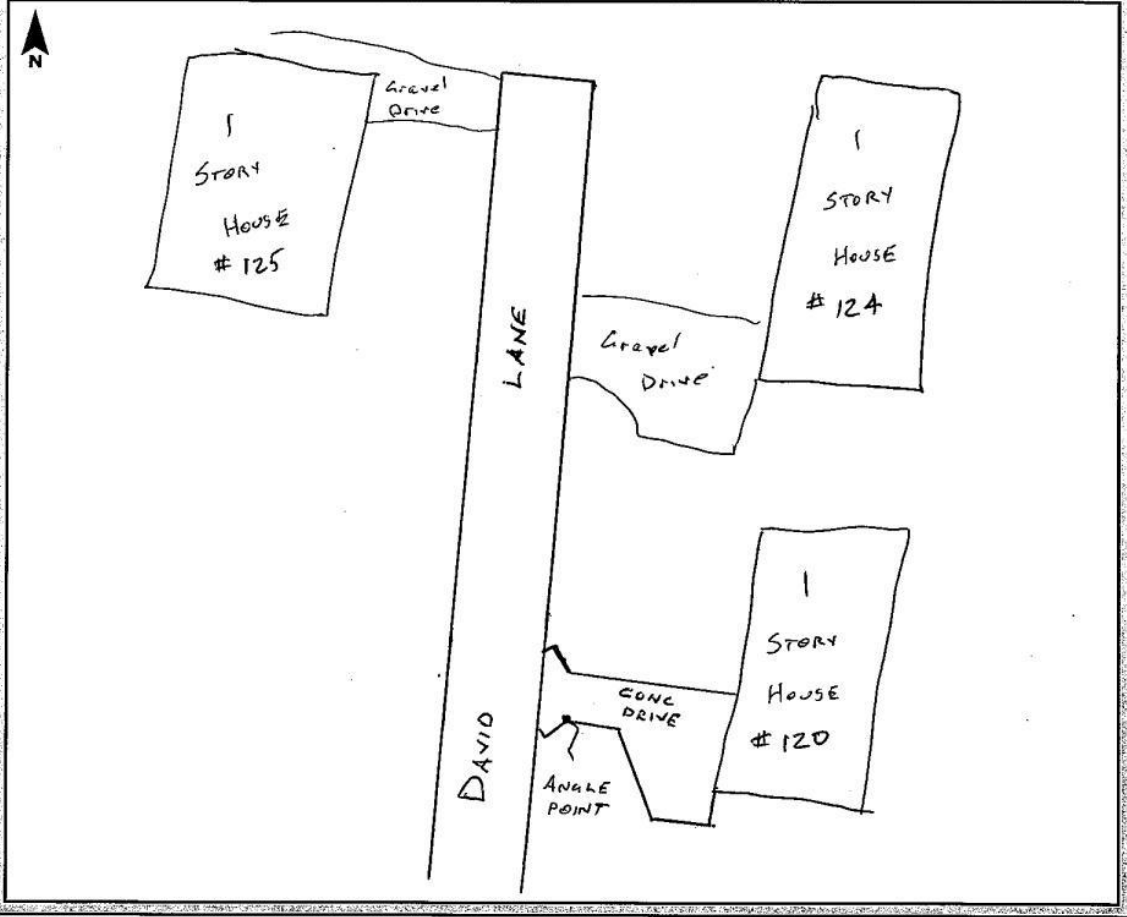 N
Gravel
Drive
1
STORY
HOUSE
# 125
1
STORY
HOUSE
# 124
Gravel
Drive
DAVID LANE
CONC
DRIVE
ANGLE
POINT
1
STORY
HOUSE
# 120